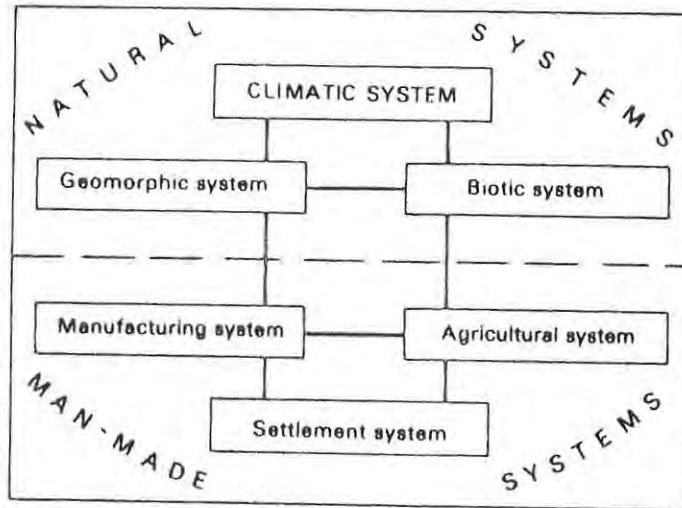 NATURAL SYSTEMS
CLIMATIC SYSTEM
Geomorphic system
Biotic system
Manufacturing system
Agricultural system
Settlement system
MAN-MADE SYSTEMS